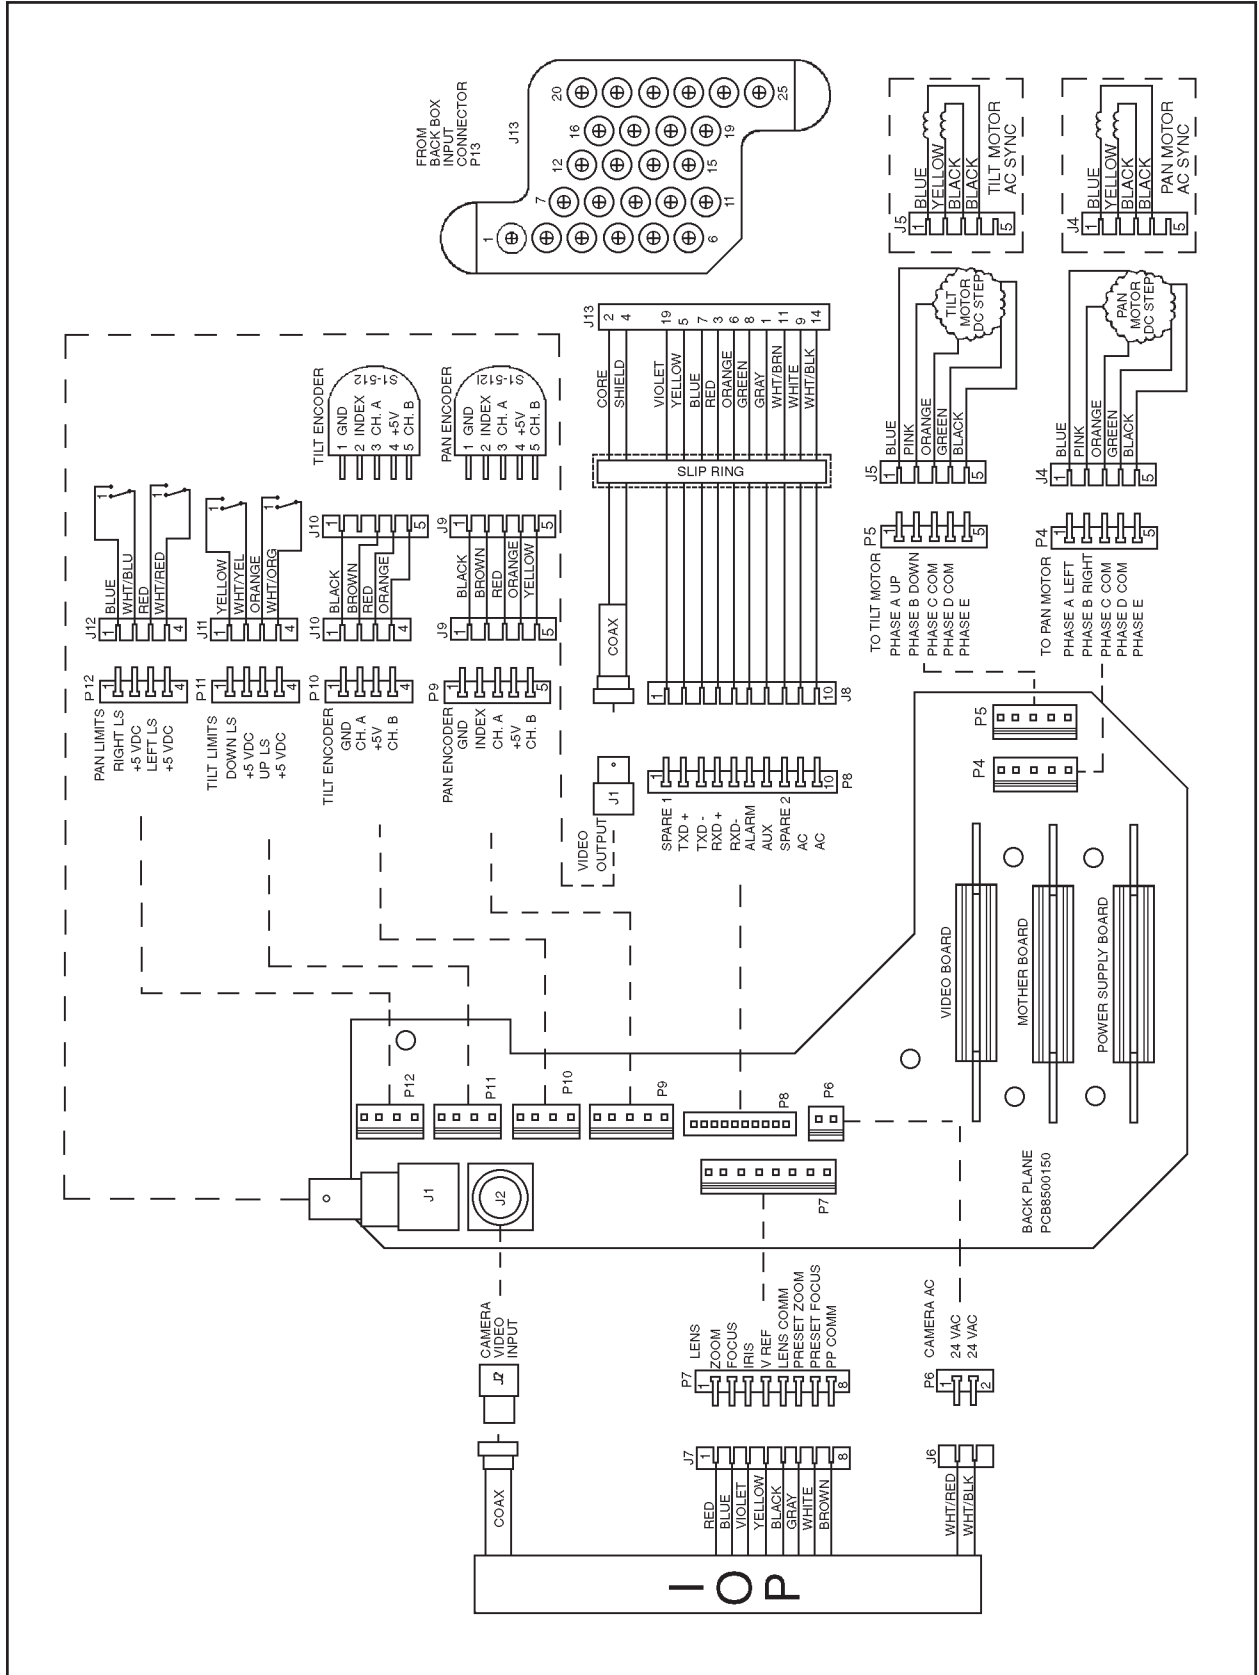 FROM
BACK BOX
INPUT
CONNECTOR
P13
J13
1
6
7
11
12
15
16
19
20
25
J5
1
5
BLUE
YELLOW
BLACK
BLACK
TILT MOTOR
AC SYNC
J4
1
5
BLUE
YELLOW
BLACK
BLACK
PAN MOTOR
AC SYNC
J12
1
4
BLUE
WHT/BLU
RED
WHT/RED
1
1
J11
1
4
YELLOW
WHT/YEL
ORANGE
WHT/ORG
1
1
TILT ENCODER
1 GND
2 INDEX
3 CH. A
4 +5V
5 CH. B
S1-512
PAN ENCODER
1 GND
2 INDEX
3 CH. A
4 +5V
5 CH. B
S1-512I
J10
1
5
BLACK
BROWN
RED
ORANGE
J10
1
4
J9
1
5
BLACK
BROWN
RED
ORANGE
YELLOW
J9
1
5
J13
2
4
19
5
7
3
6
8
1
11
9
14
CORE
SHIELD
VIOLET
YELLOW
BLUE
RED
ORANGE
GREEN
GRAY
WHT/BRN
WHITE
WHT/BLK
SLIP RING
COAX
1
10
J8
J5
1
5
BLUE
PINK
ORANGE
GREEN
BLACK
TILT
MOTOR
DC STEP
J4
1
5
BLUE
PINK
ORANGE
GREEN
BLACK
PAN
MOTOR
DC STEP
P12
1
4
PAN LIMITS
RIGHT LS
+5 VDC
LEFT LS
+5 VDC
P11
1
4
TILT LIMITS
DOWN LS
+5 VDC
UP LS
+5 VDC
P10
1
4
TILT ENCODER
GND
CH. A
+5V
CH. B
P9
1
5
PAN ENCODER
GND
INDEX
CH. A
+5V
CH. B
VIDEO
OUTPUT
J1
1
10
P8
SPARE 1
TXD +
TXD -
RXD +
RXD-
ALARM
AUX
SPARE 2
AC
AC
P5
1
5
TO TILT MOTOR
PHASE A UP
PHASE B DOWN
PHASE C COM
PHASE D COM
PHASE E
P4
1
5
TO PAN MOTOR
PHASE A LEFT
PHASE B RIGHT
PHASE C COM
PHASE D COM
PHASE E
P12
P11
P10
P9
P8
P6
P7
P5
P4
J1
J2
VIDEO BOARD
MOTHER BOARD
POWER SUPPLY BOARD
BACK PLANE
PCB8500150
CAMERA
VIDEO
INPUT
J2
COAX
P7
1
8
LENS
ZOOM
FOCUS
IRIS
V REF
LENS COMM
PRESET ZOOM
PRESET FOCUS
PP COMM
P6
1
2
CAMERA AC
24 VAC
24 VAC
J7
1
8
RED
BLUE
VIOLET
YELLOW
BLACK
GRAY
WHITE
BROWN
J6
WHT/RED
WHT/BLK
IOP